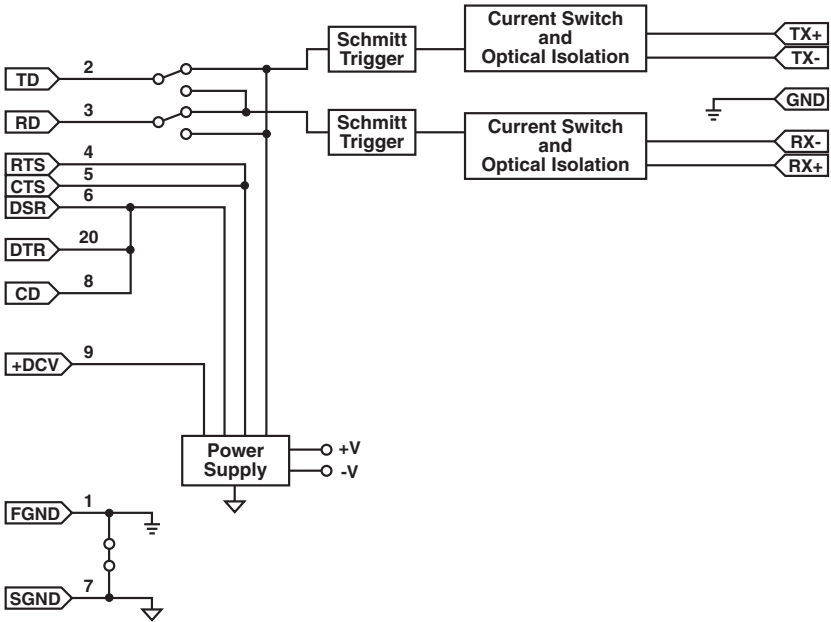 Current Switch
and
Optical Isolation
Schmitt
Trigger
TX+
TX-
TD
2
GND
RD
3
Schmitt
Trigger
Current Switch
and
Optical Isolation
RX-
RX+
RTS
4
CTS
5
DSR
6
DTR
20
CD
8
+DCV
9
Power
Supply
+V
-V
FGND
1
SGND
7